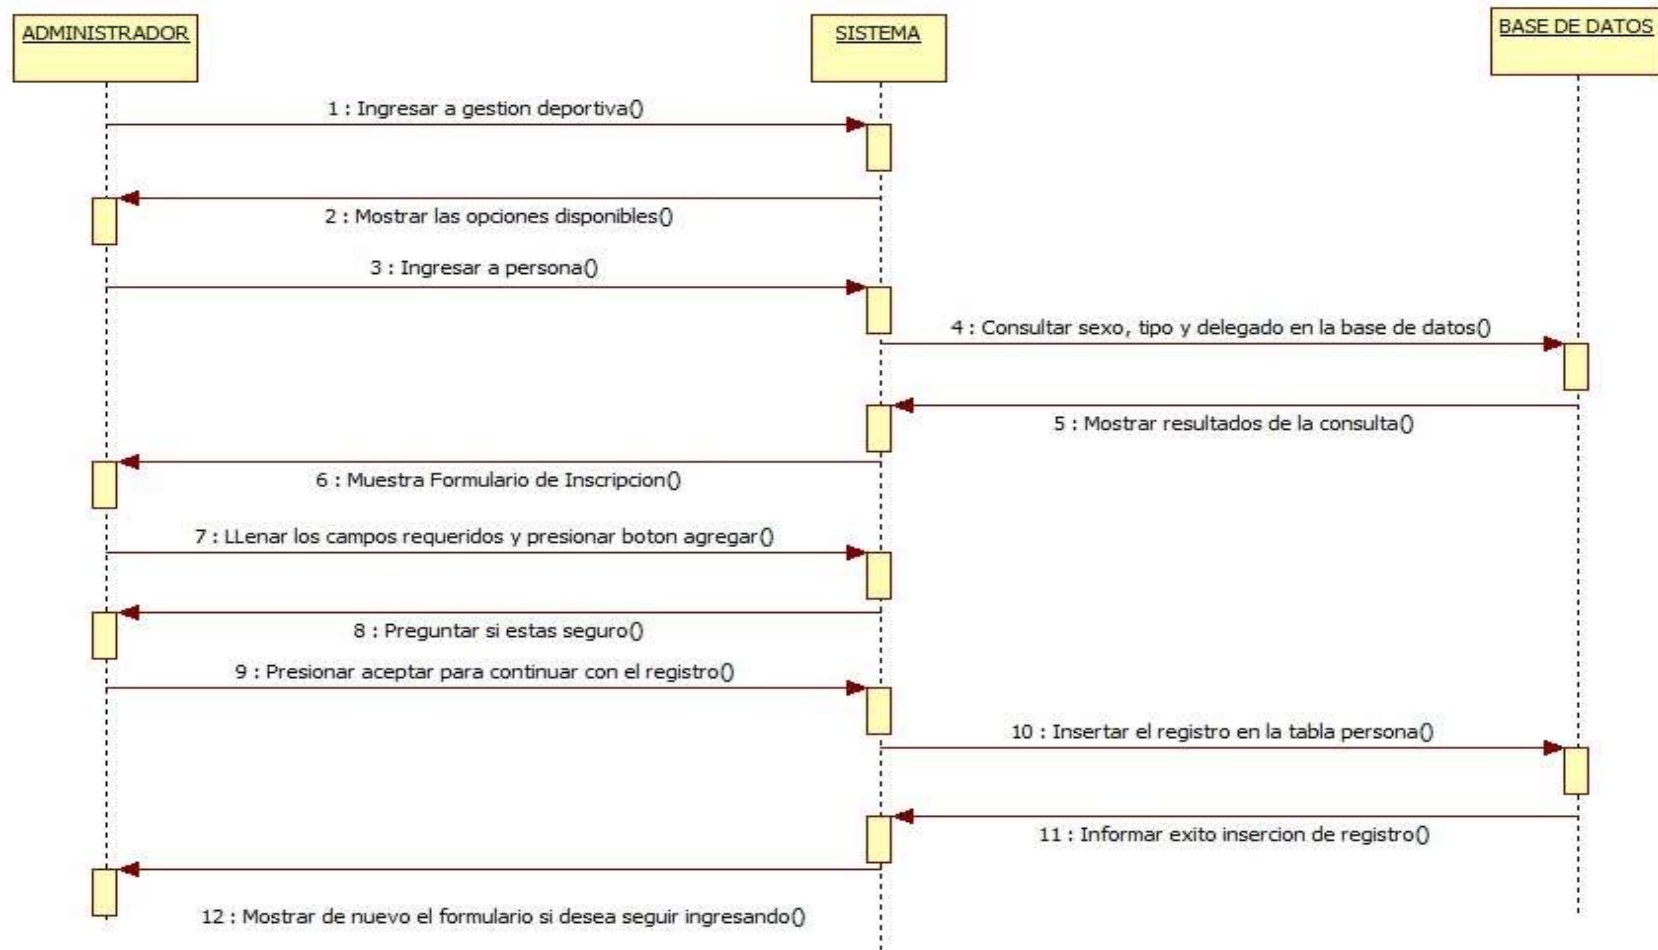 ADMINISTRADOR
SISTEMA
BASE DE DATOS
1 : Ingresar a gestion deportiva()
2 : Mostrar las opciones disponibles()
3 : Ingresar a persona()
4 : Consultar sexo, tipo y delegado en la base de datos()
5 : Mostrar resultados de la consulta()
6 : Muestra Formulario de Inscripcion()
7 : LLenar los campos requeridos y presionar boton agregar()
8 : Preguntar si estas seguro()
9 : Presionar aceptar para continuar con el registro()
10 : Insertar el registro en la tabla persona()
11 : Informar exito insercion de registro()
12 : Mostrar de nuevo el formulario si desea seguir ingresando()